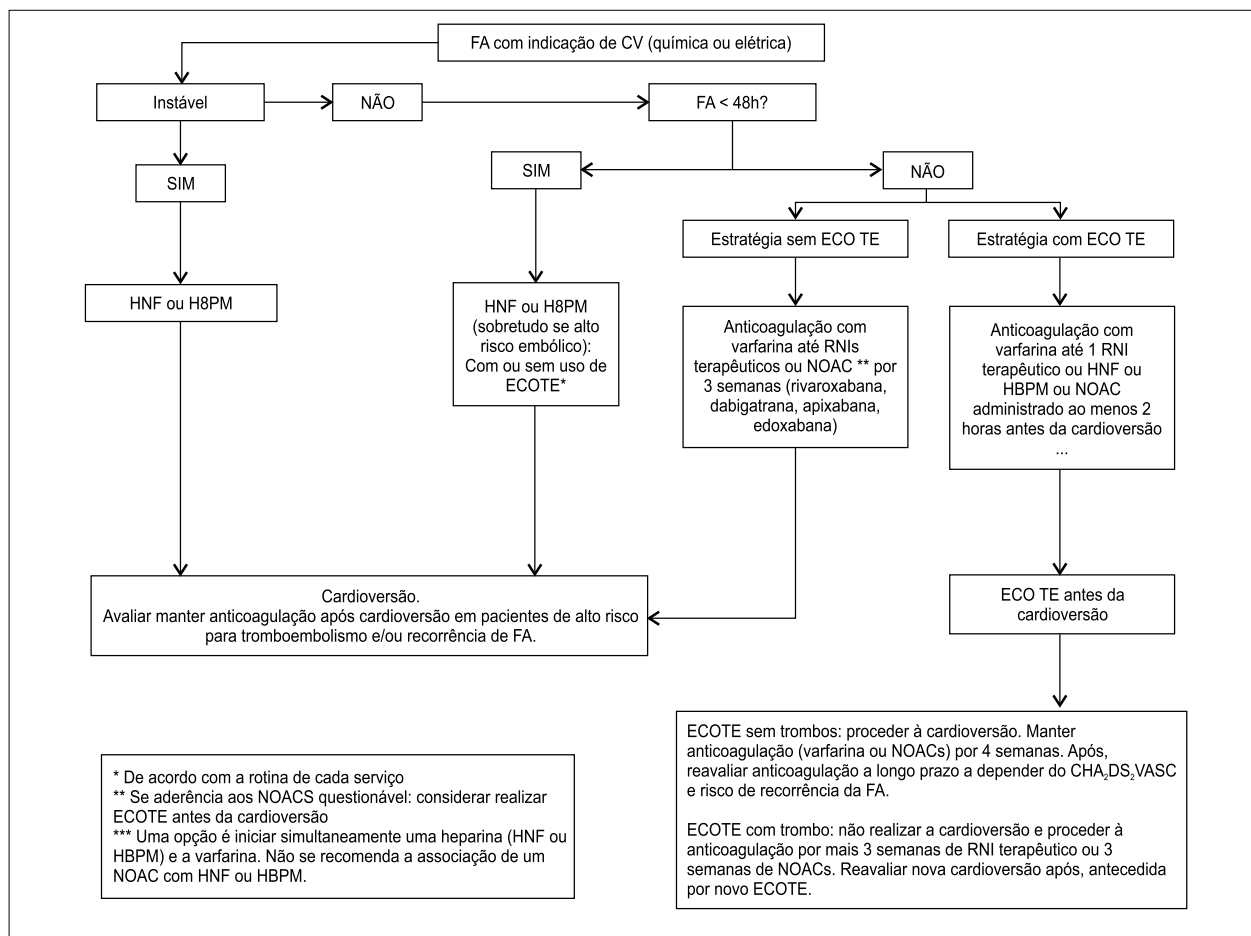 FA com indicação de CV (química ou elétrica)
Instável
NÃO
FA < 48h?
SIM
SIM
NÃO
Estratégia sem ECO TE
Estratégia com ECO TE
HNF ou H8PM
HNF ou H8PM
(sobretudo se alto
risco embólico):
Com ou sem uso de
ECOTE*
Anticoagulação com
varfarina até RNIs
terapêuticos ou NOAC ** por
3 semanas (rivaroxabana,
dabigatrana, apixabana,
edoxabana)
Anticoagulação com
varfarina até 1 RNI
terapêutico ou HNF ou
HBPM ou NOAC
administrado ao menos 2
horas antes da cardioversão
...
Cardioversão.
Avaliar manter anticoagulação após cardioversão em pacientes de alto risco
para tromboembolismo e/ou recorrência de FA.
ECO TE antes da
cardioversão
ECOTE sem trombos: proceder à cardioversão. Manter
anticoagulação (varfarina ou NOACs) por 4 semanas. Após,
reavaliar anticoagulação a longo prazo a depender do CHA₂DS₂VASC
e risco de recorrência da FA.
ECOTE com trombo: não realizar a cardioversão e proceder à
anticoagulação por mais 3 semanas de RNI terapêutico ou 3
semanas de NOACs. Reavaliar nova cardioversão após, antecedida
por novo ECOTE.
* De acordo com a rotina de cada serviço
** Se aderência aos NOACS questionável: considerar realizar
ECOTE antes da cardioversão
*** Uma opção é iniciar simultaneamente uma heparina (HNF ou
HBPM) e a varfarina. Não se recomenda a associação de um
NOAC com HNF ou HBPM.